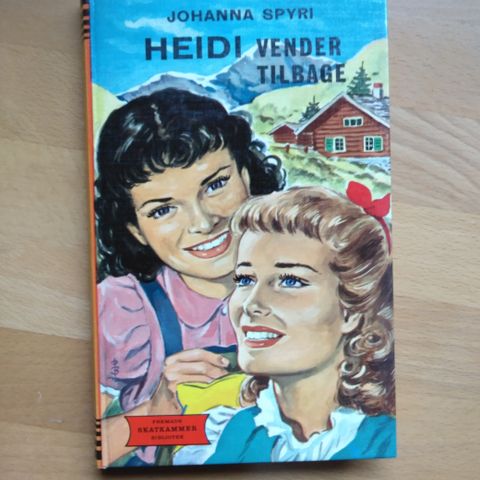 JOHANNA SPYRI
HEIDI VENDER
TILBAGE
FREMADS
SKATKAMMER
BIBLIOTEK